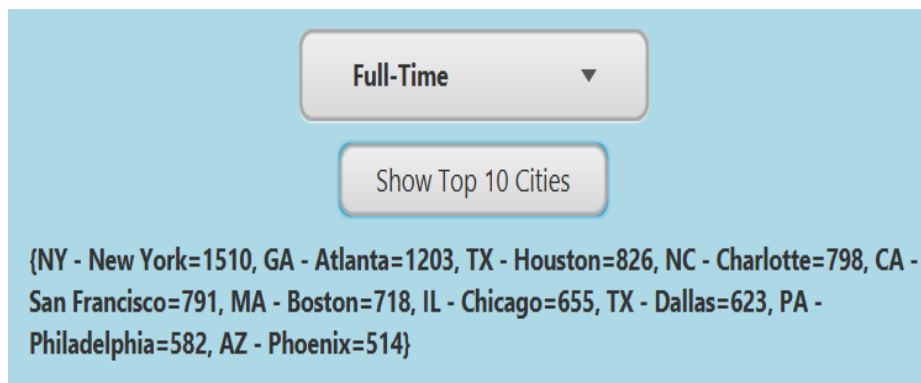 Full-Time
Show Top 10 Cities
{NY - New York=1510, GA - Atlanta=1203, TX - Houston=826, NC - Charlotte=798, CA -
San Francisco=791, MA - Boston=718, IL - Chicago=655, TX - Dallas=623, PA -
Philadelphia=582, AZ - Phoenix=514}